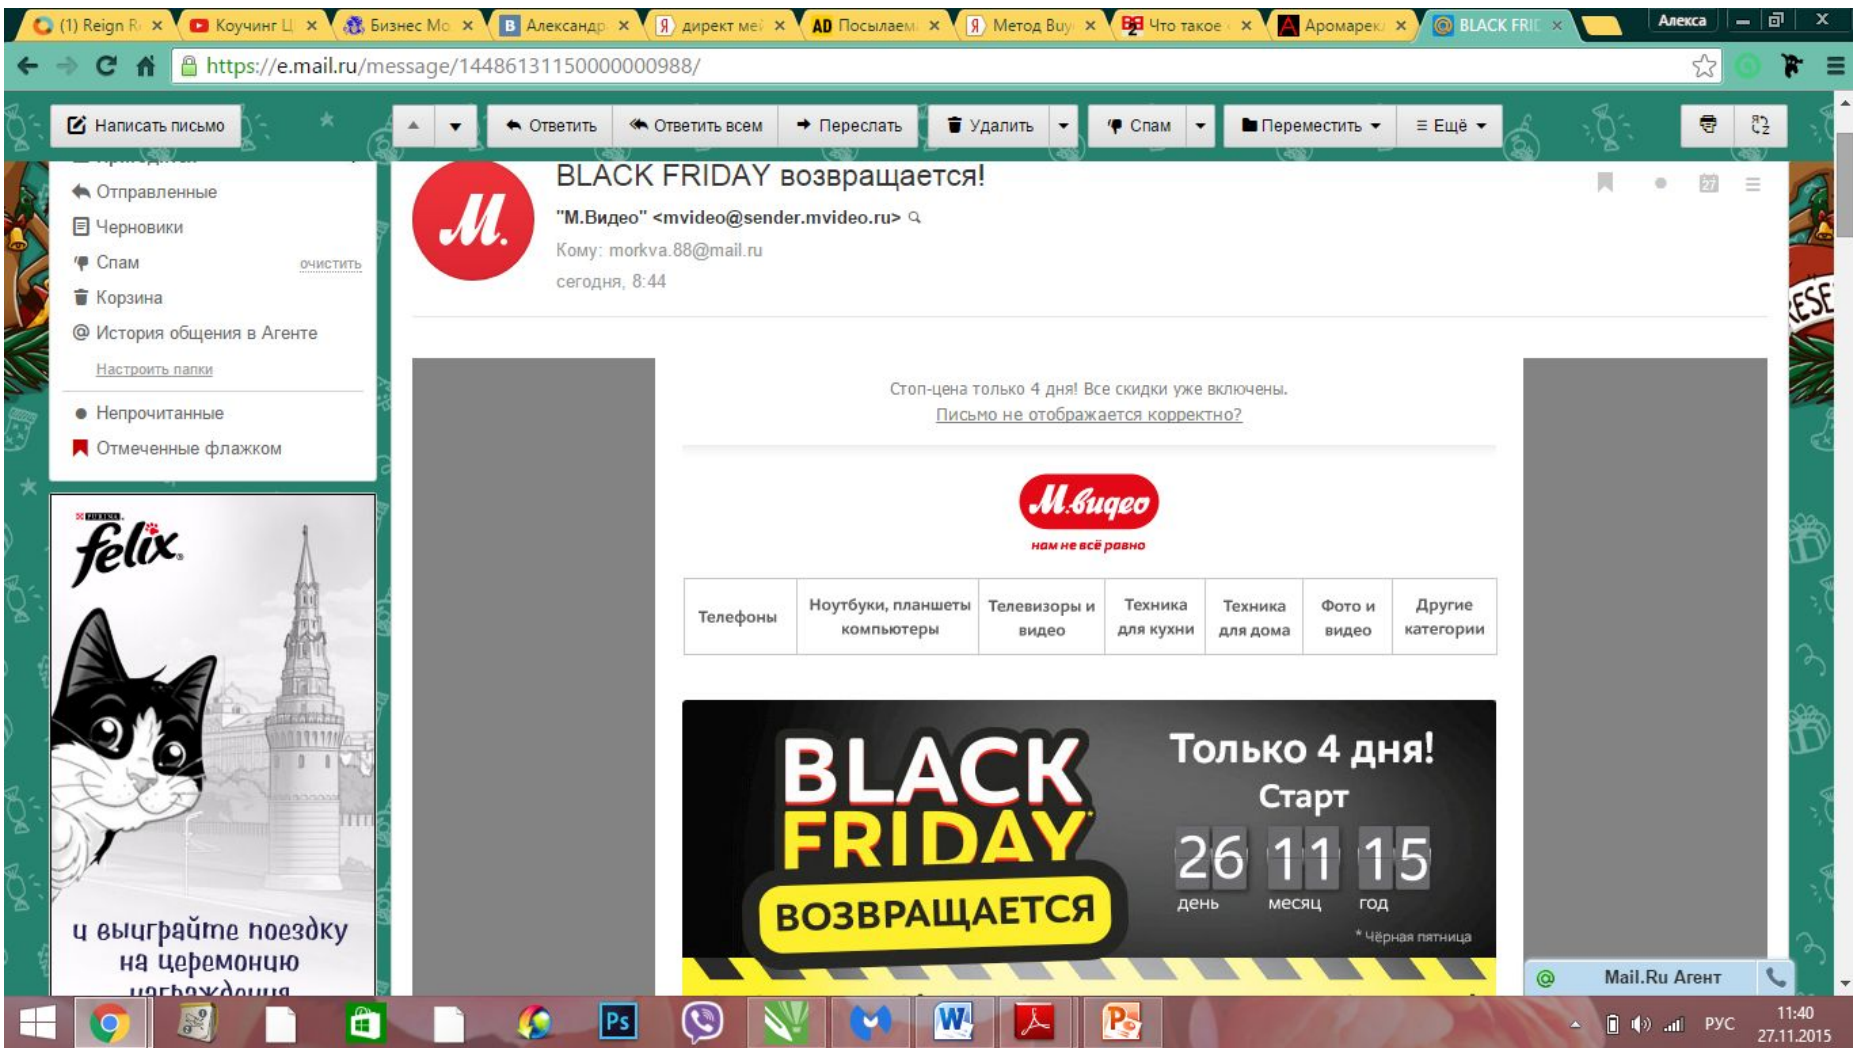 (1) Reign R
Коучинг Ц
Бизнес Мо
Александр
директ мей
Посылаем
Метод Buy
Что такое
Аромарек
BLACK FRI
Алекса
https://e.mail.ru/message/14486131150000000988/
Написать письмо
Ответить
Ответить всем
Переслать
Удалить
Спам
Переместить
Ещё
Отправленные
Черновики
Спам
очистить
Корзина
История общения в Агенте
Настроить папки
Непрочитанные
Отмеченные флажком
BLACK FRIDAY возвращается!
"М.Видео" <mvideo@sender.mvideo.ru>
Кому: morkva.88@mail.ru
сегодня, 8:44
27
М.
Стоп-цена только 4 дня! Все скидки уже включены.
Письмо не отображается корректно?
М.видео
нам не всё равно
Телефоны
Ноутбуки, планшеты
компьютеры
Телевизоры и
видео
Техника
для кухни
Техника
для дома
Фото и
видео
Другие
категории
BLACK
FRIDAY*
ВОЗВРАЩАЕТСЯ
Только 4 дня!
Старт
26 11 15
день месяц год
* Чёрная пятница
PURINA
felix
и выиграйте поездку
на церемонию
награждения
Mail.Ru Агент
Ps
РУС
11:40
27.11.2015